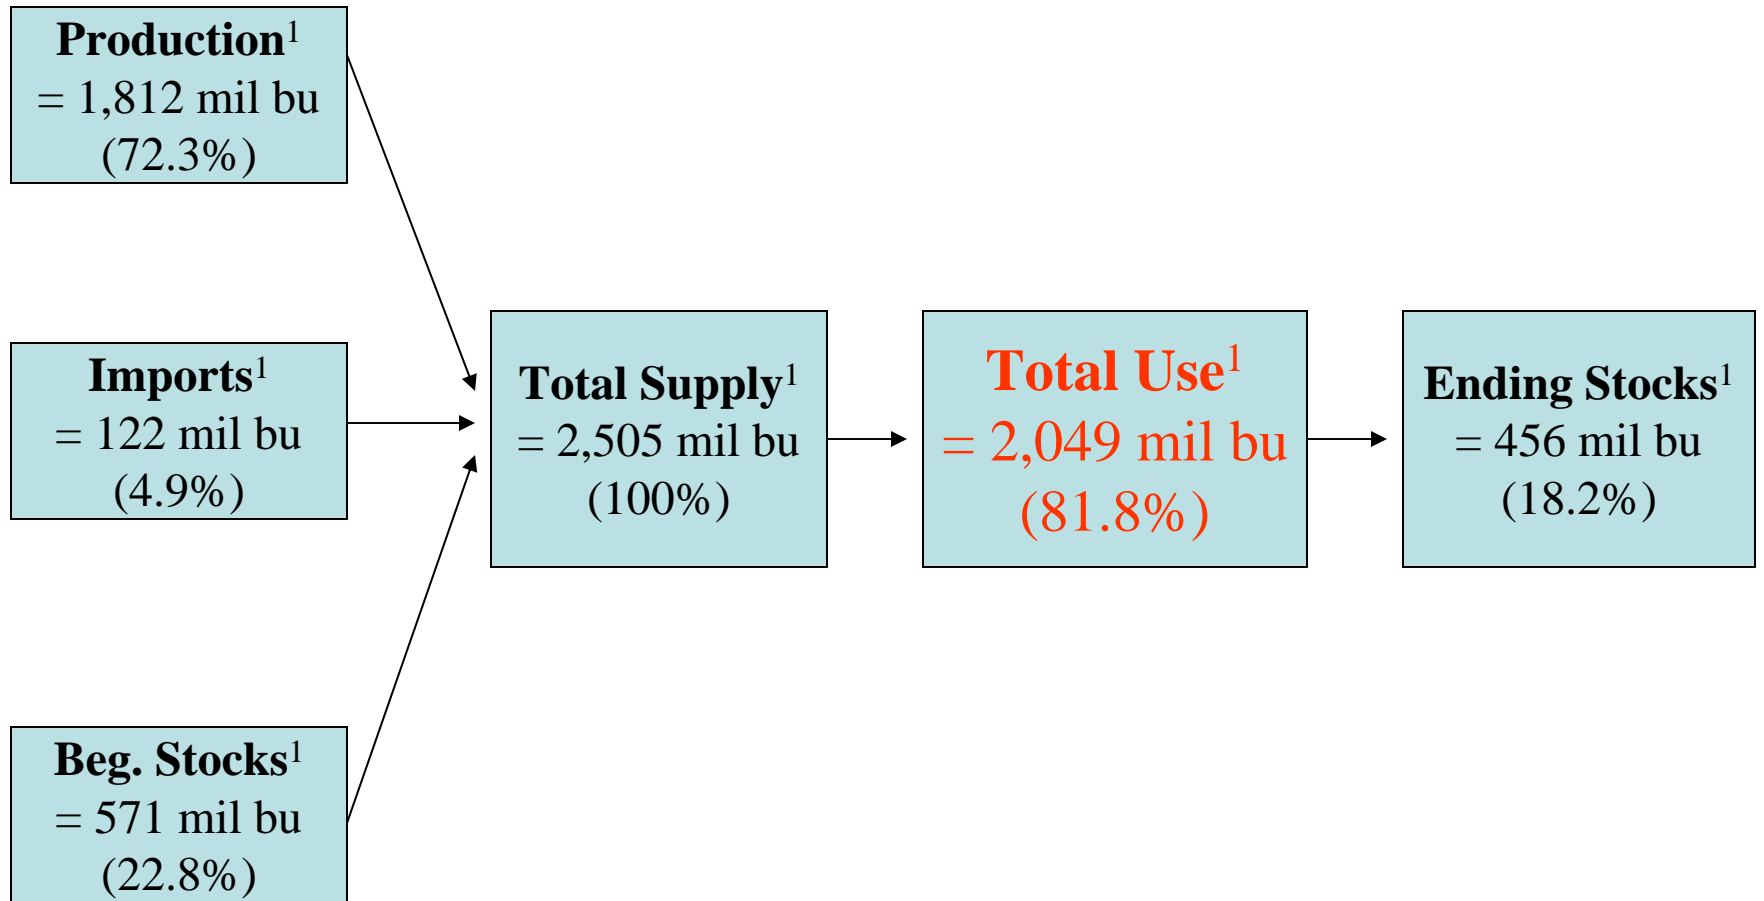 Production¹
= 1,812 mil bu
(72.3%)
Imports¹
= 122 mil bu
(4.9%)
Beg. Stocks¹
= 571 mil bu
(22.8%)
Total Supply¹
= 2,505 mil bu
(100%)
Total Use¹
= 2,049 mil bu
(81.8%)
Ending Stocks¹
= 456 mil bu
(18.2%)